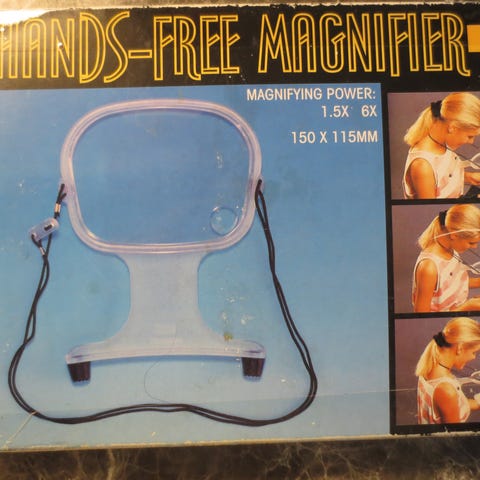 HANDS-FREE MAGNIFIER
MAGNIFYING POWER:
1.5X 6X
150 X 115MM